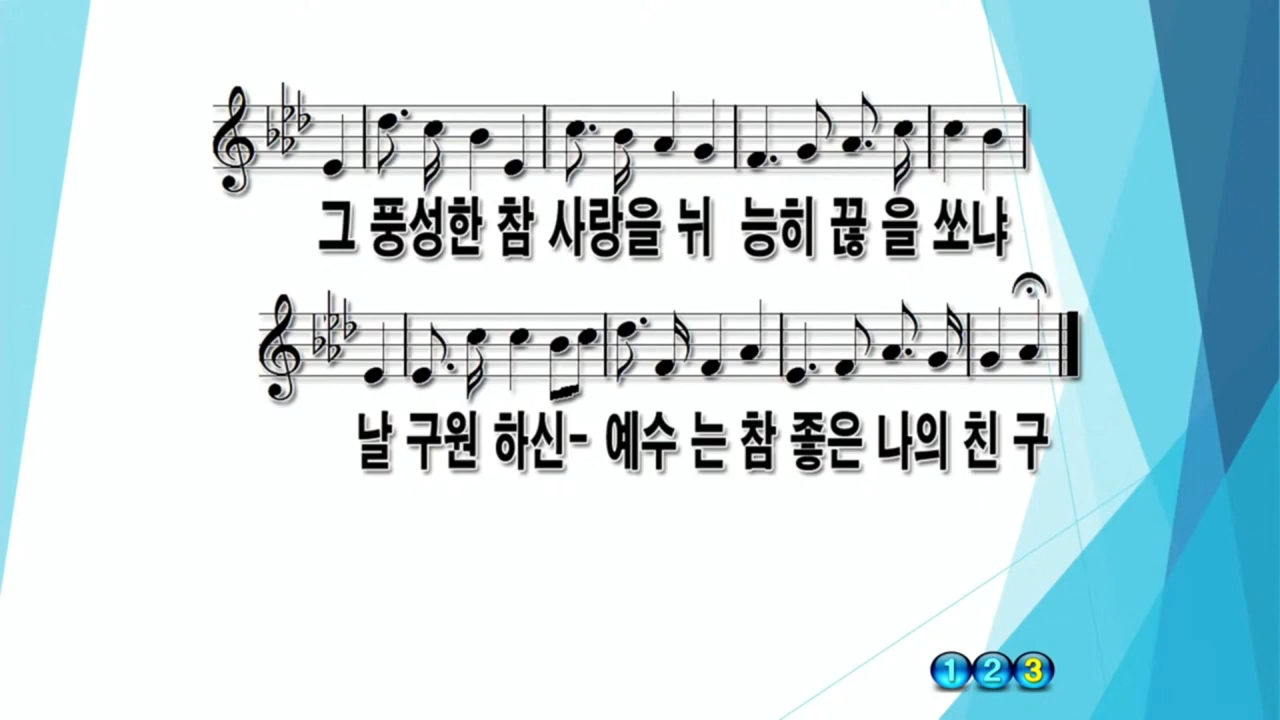 그 풍성한 참 사랑을 뉘 능히 끊 을 쏘냐
날 구원 하신- 예수 는 참 좋은 나의 친 구
1 2 3